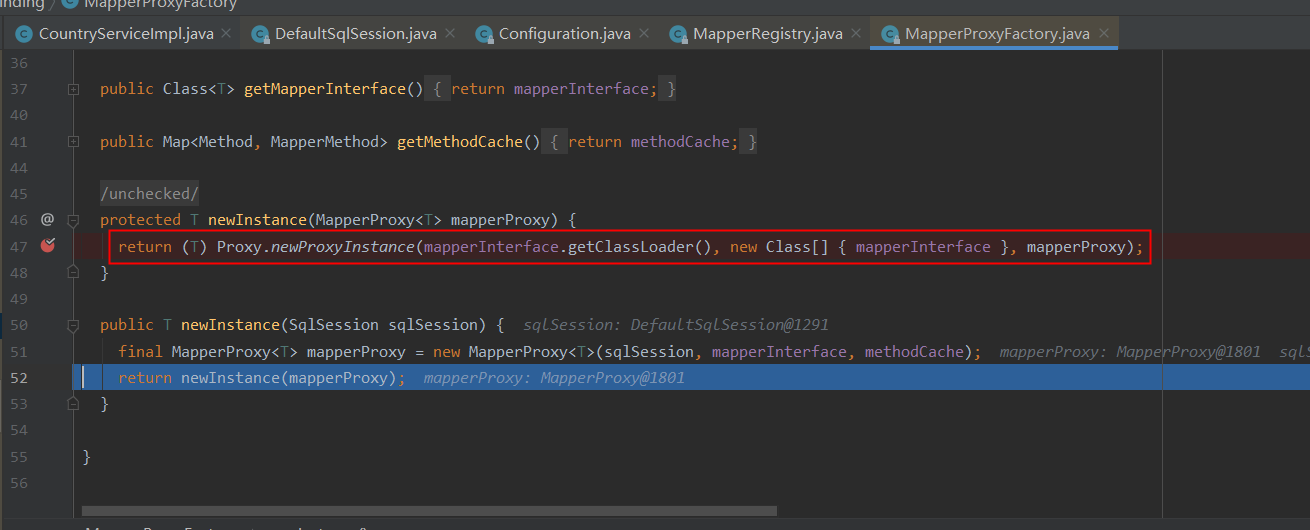 nding / MapperProxyFactory
CountryServiceImpl.java DefaultSqlSession.java Configuration.java MapperRegistry.java MapperProxyFactory.java
36
37 public Class<T> getMapperInterface() { return mapperInterface; }
40
41 public Map<Method, MapperMethod> getMethodCache() { return methodCache; }
44
45 /unchecked/
46 @ protected T newInstance(MapperProxy<T> mapperProxy) {
47 return (T) Proxy.newProxyInstance(mapperInterface.getClassLoader(), new Class[] { mapperInterface }, mapperProxy);
48 }
49
50 public T newInstance(SqlSession sqlSession) { sqlSession: DefaultSqlSession@1291
51 final MapperProxy<T> mapperProxy = new MapperProxy<T>(sqlSession, mapperInterface, methodCache); mapperProxy: MapperProxy@1801 sqlS
52 return newInstance(mapperProxy); mapperProxy: MapperProxy@1801
53 }
54
55 }
56